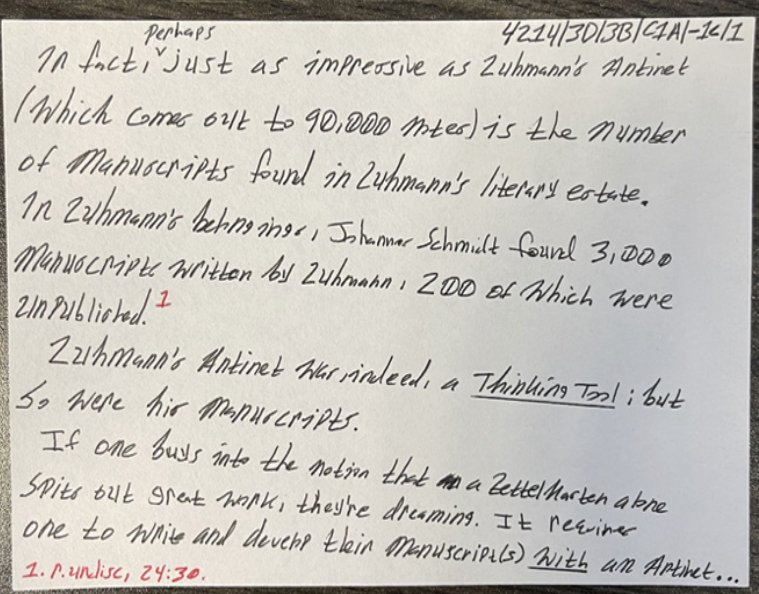 4214/3D/3B/C1A/-1c/1
perhaps
In fact, just as impressive as Luhmann's Antinet
(which comes out to 90,000 notes) is the number
of manuscripts found in Luhmann's literary estate.
In Luhmann's belongings, Johannes Schmidt found 3,000
manuscripts written by Luhmann, 200 of which were
unpublished.1
Luhmann's Antinet was, indeed, a Thinking Tool; but
so were his manuscripts.
If one buys into the notion that a Zettelkasten alone
spits out great work, they're dreaming. It requires
one to write and develop their manuscript(s) with an Antinet...
1. r.undisc, 24:30.